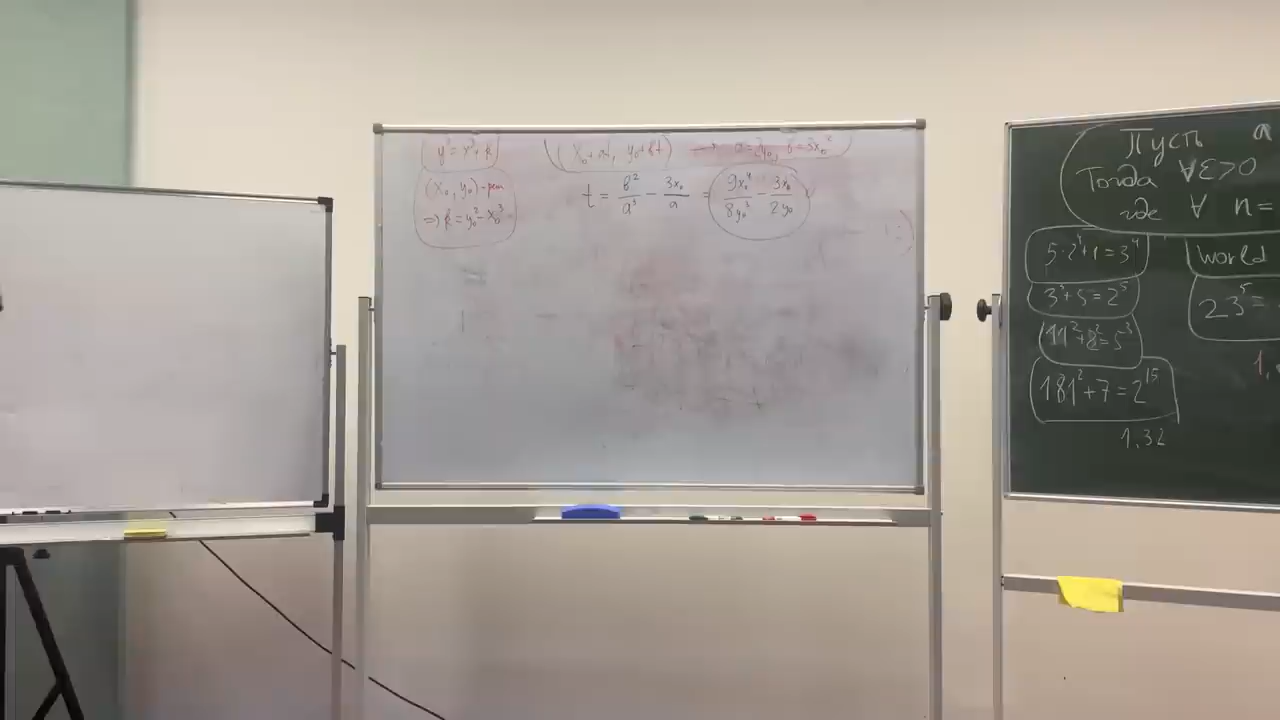 y² = x³ + k
(x₀, y₀) - реш
⇒ k = y₀² - x₀³
(x₀ + at, y₀ + bt) → a = 2y₀, b = 3x₀²
t = b²/a³ - 3x₀/a = 9x₀⁴/8y₀³ - 3x₀/2y₀
:)
Пусть a
Тогда ∀ε>0
где ∀ n =
5·2⁴+1=3⁴
3³+5=2⁵
11²+8²=5³
181²+7=2¹⁵
1,32
World
23⁵=
1,